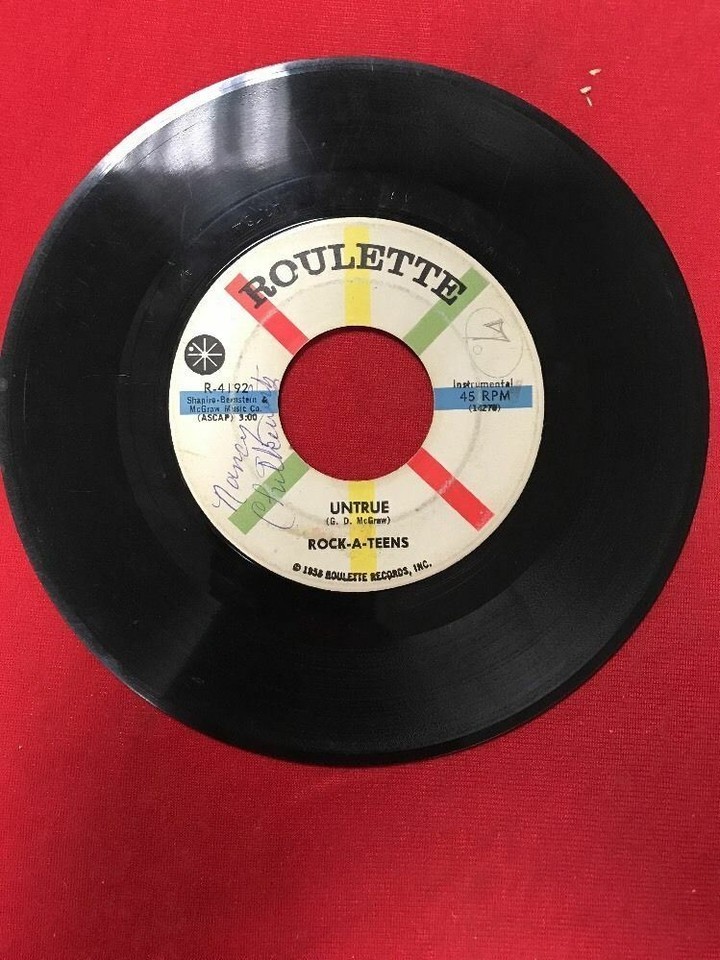 ROULETTE
R-4192
Shapiro-Bernstein &
McGraw Music Co.
(ASCAP) 3:00
Instrumental
45 RPM
(14270)
Nancy
UNTRUE
(G. D. McGraw)
ROCK-A-TEENS
© 1958 ROULETTE RECORDS, INC.